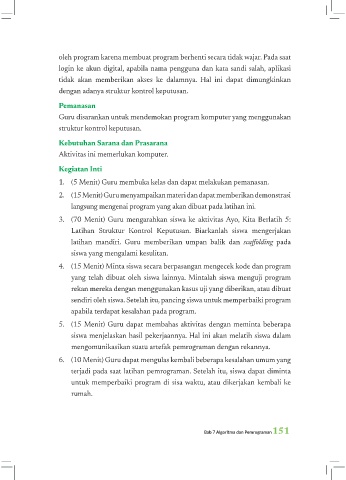 oleh program karena membuat program berhenti secara tidak wajar. Pada saat
login ke akun digital, apabila nama pengguna dan kata sandi salah, aplikasi
tidak akan memberikan akses ke dalamnya. Hal ini dapat dimungkinkan
dengan adanya struktur kontrol keputusan.
Pemanasan
Guru disarankan untuk mendemokan program komputer yang menggunakan
struktur kontrol keputusan.
Kebutuhan Sarana dan Prasarana
Aktivitas ini memerlukan komputer.
Kegiatan Inti
1. (5 Menit) Guru membuka kelas dan dapat melakukan pemanasan.
2. (15 Menit) Guru menyampaikan materi dan dapat memberikan demonstrasi
langsung mengenai program yang akan dibuat pada latihan ini.
3. (70 Menit) Guru mengarahkan siswa ke aktivitas Ayo, Kita Berlatih 5:
Latihan Struktur Kontrol Keputusan. Biarkanlah siswa mengerjakan
latihan mandiri. Guru memberikan umpan balik dan scaffolding pada
siswa yang mengalami kesulitan.
4. (15 Menit) Minta siswa secara berpasangan mengecek kode dan program
yang telah dibuat oleh siswa lainnya. Mintalah siswa menguji program
rekan mereka dengan menggunakan kasus uji yang diberikan, atau dibuat
sendiri oleh siswa. Setelah itu, pancing siswa untuk memperbaiki program
apabila terdapat kesalahan pada program.
5. (15 Menit) Guru dapat membahas aktivitas dengan meminta beberapa
siswa menjelaskan hasil pekerjaannya. Hal ini akan melatih siswa dalam
mengomunikasikan suatu artefak pemrograman dengan rekannya.
6. (10 Menit) Guru dapat mengulas kembali beberapa kesalahan umum yang
terjadi pada saat latihan pemrograman. Setelah itu, siswa dapat diminta
untuk memperbaiki program di sisa waktu, atau dikerjakan kembali ke
rumah.
Bab 7 Algoritma dan Pemrograman 151